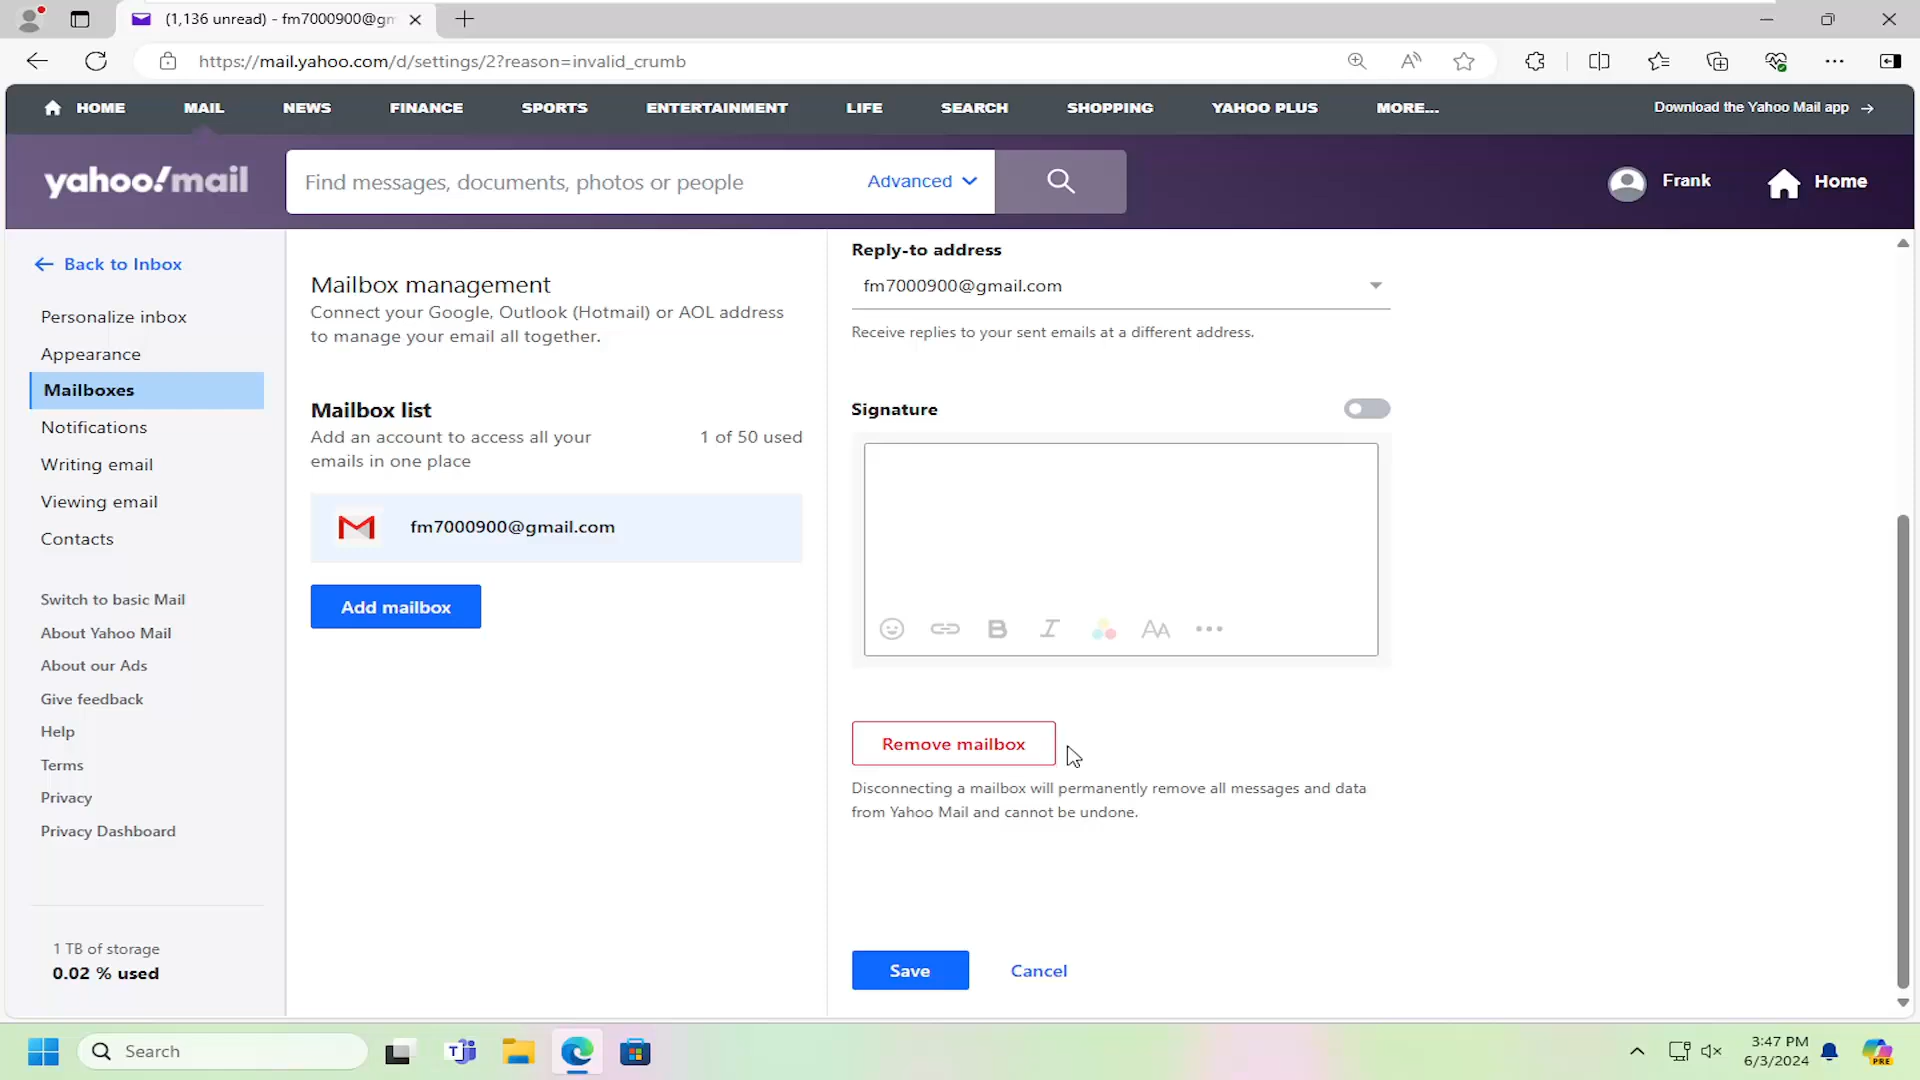 (1,136 unread) - fm7000900@gm
https://mail.yahoo.com/d/settings/2?reason=invalid_crumb
HOME MAIL NEWS FINANCE SPORTS ENTERTAINMENT LIFE SEARCH SHOPPING YAHOO PLUS MORE... Download the Yahoo Mail app →
yahoo!mail
Find messages, documents, photos or people
Advanced
Frank
Home
Back to Inbox
Personalize inbox
Appearance
Mailboxes
Notifications
Writing email
Viewing email
Contacts
Switch to basic Mail
About Yahoo Mail
About our Ads
Give feedback
Help
Terms
Privacy
Privacy Dashboard
1 TB of storage
0.02 % used
Mailbox management
Connect your Google, Outlook (Hotmail) or AOL address
to manage your email all together.
Mailbox list
Add an account to access all your
emails in one place
1 of 50 used
fm7000900@gmail.com
Add mailbox
Reply-to address
fm7000900@gmail.com
Receive replies to your sent emails at a different address.
Signature
B I AA
Remove mailbox
Disconnecting a mailbox will permanently remove all messages and data
from Yahoo Mail and cannot be undone.
Save
Cancel
Search
3:47 PM
6/3/2024
PRE